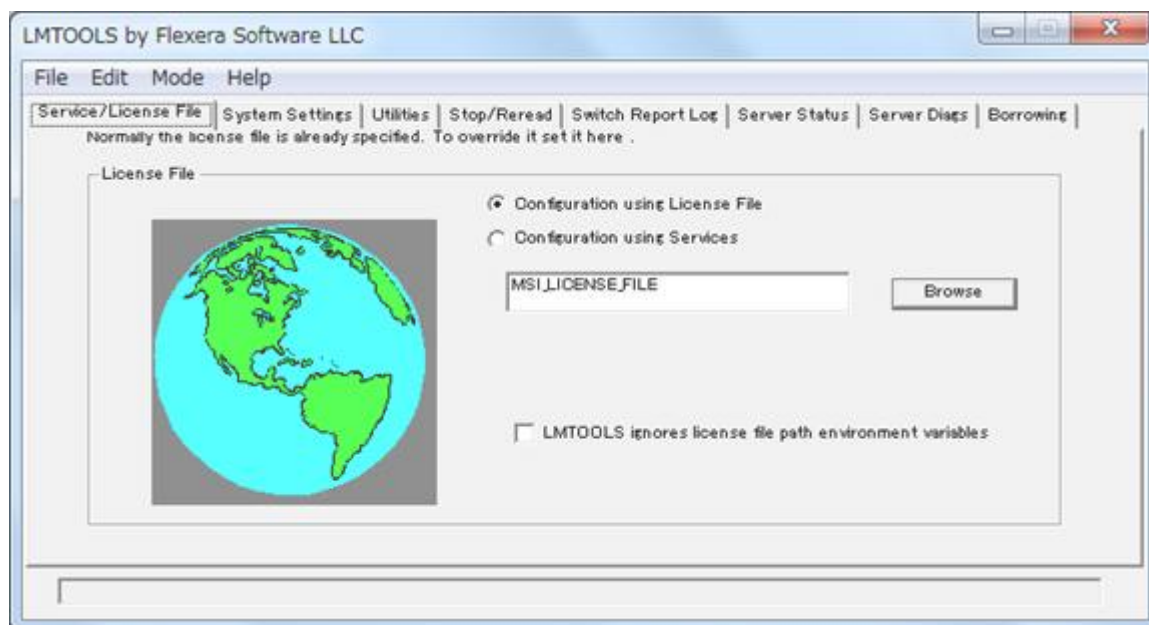 LMTOOLS by Flexera Software LLC
File Edit Mode Help
Service/License File System Settings Utilities Stop/Reread Switch Report Log Server Status Server Diags Borrowing
Normally the license file is already specified. To override it set it here .
License File
Configuration using License File
Configuration using Services
MSI_LICENSE_FILE
Browse
LMTOOLS ignores license file path environment variables